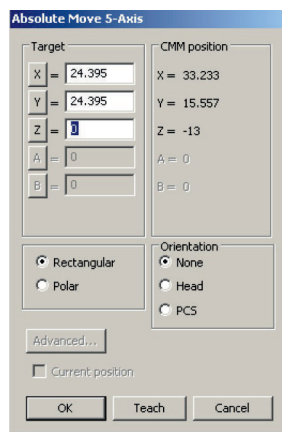 Absolute Move 5-Axis
Target
X = 24.395
Y = 24.395
Z = 0
A = 0
B = 0
CMM position
X = 33.233
Y = 15.557
Z = -13
A = 0
B = 0
Rectangular
Polar
Orientation
None
Head
PCS
Advanced...
Current position
OK Teach Cancel